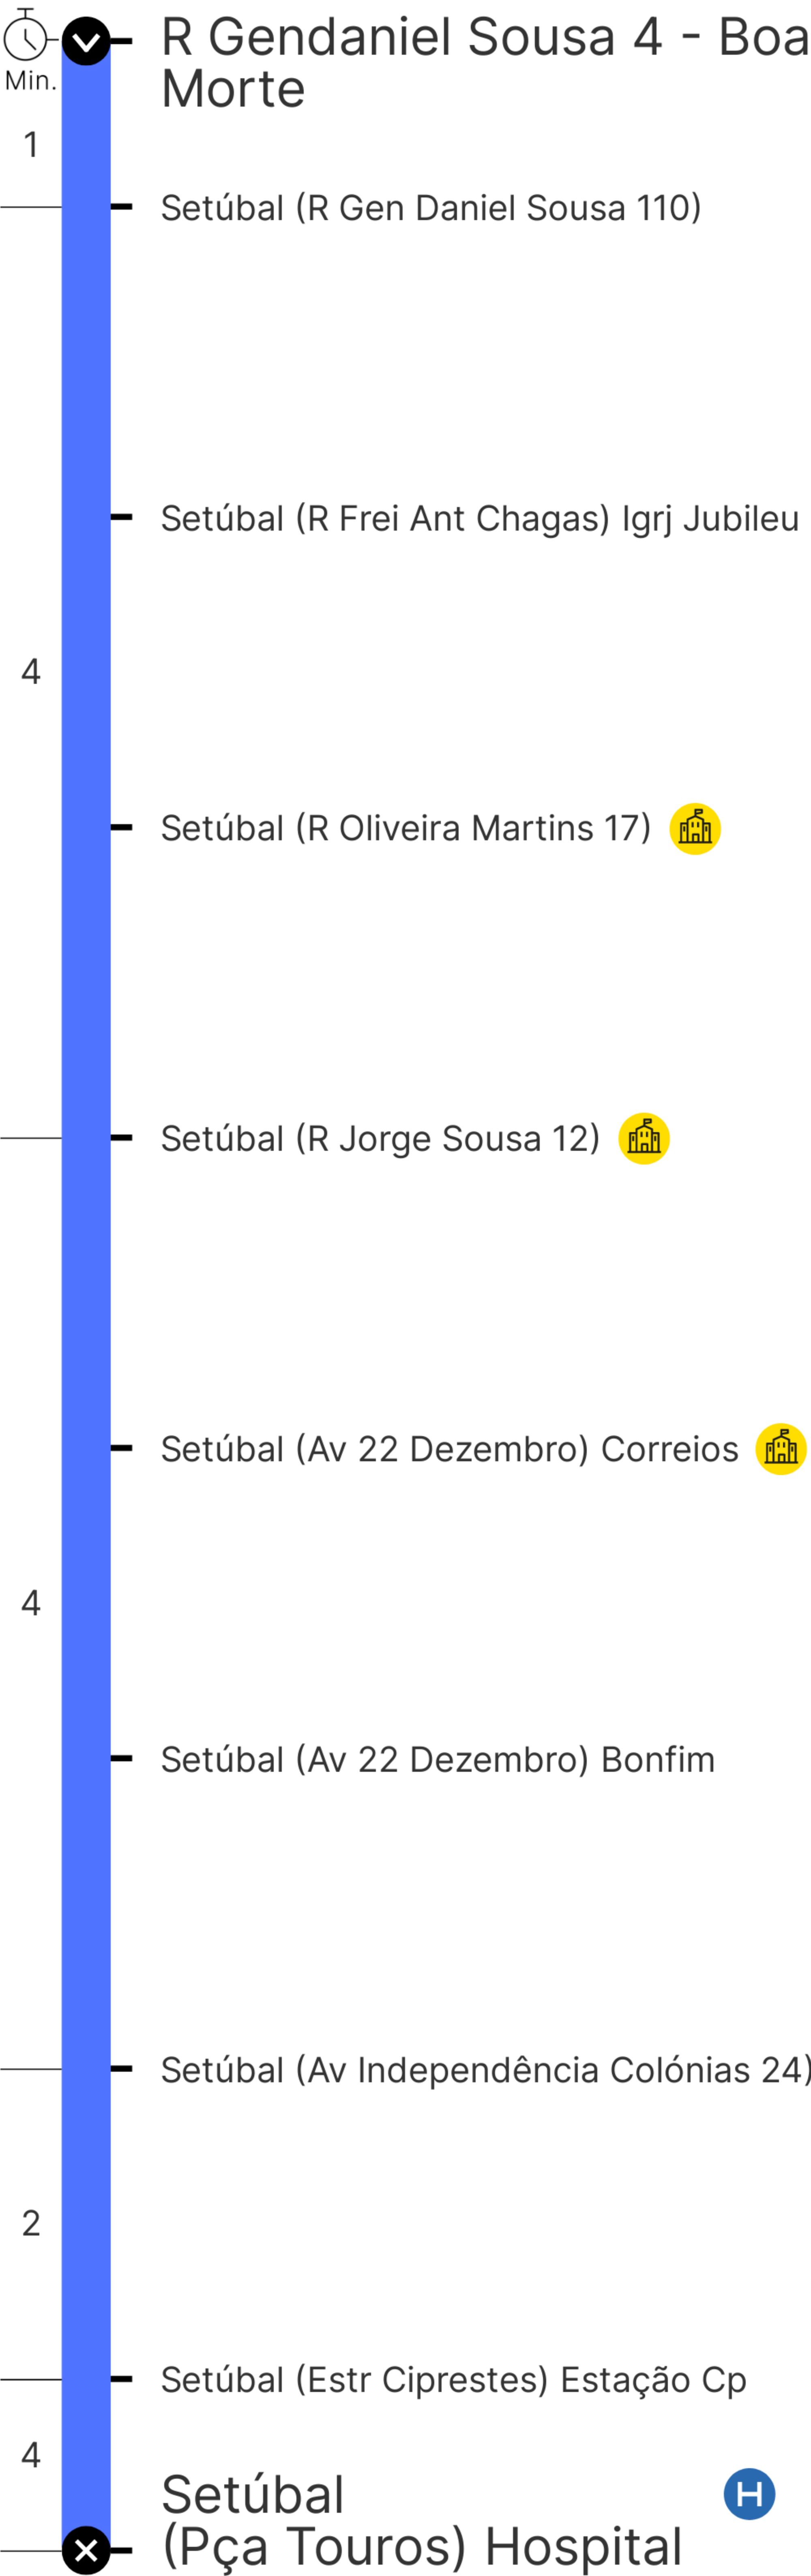 R Gendaniel Sousa 4 - Boa
Morte
Min.
1
Setúbal (R Gen Daniel Sousa 110)
Setúbal (R Frei Ant Chagas) Igrj Jubileu
4
Setúbal (R Oliveira Martins 17)
Setúbal (R Jorge Sousa 12)
Setúbal (Av 22 Dezembro) Correios
4
Setúbal (Av 22 Dezembro) Bonfim
Setúbal (Av Independência Colónias 24)
2
Setúbal (Estr Ciprestes) Estação Cp
4
Setúbal
H
(Pça Touros) Hospital